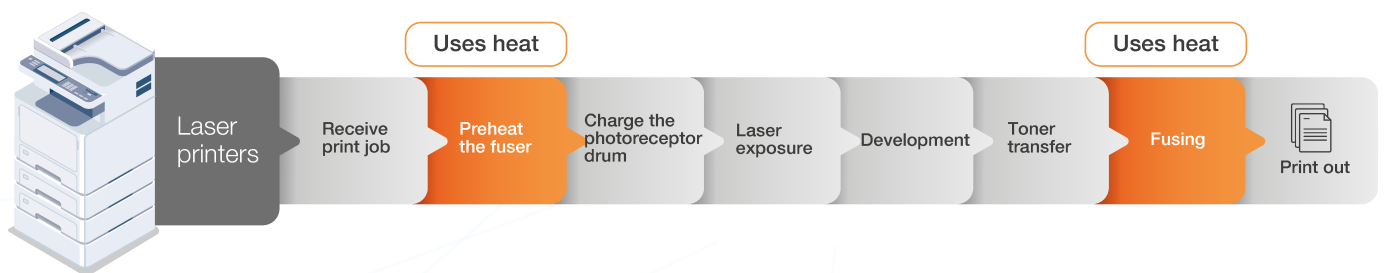 Uses heat
Uses heat
Laser
printers
Receive
print job
Preheat
the fuser
Charge the
photoreceptor
drum
Laser
exposure
Development
Toner
transfer
Fusing
Print out